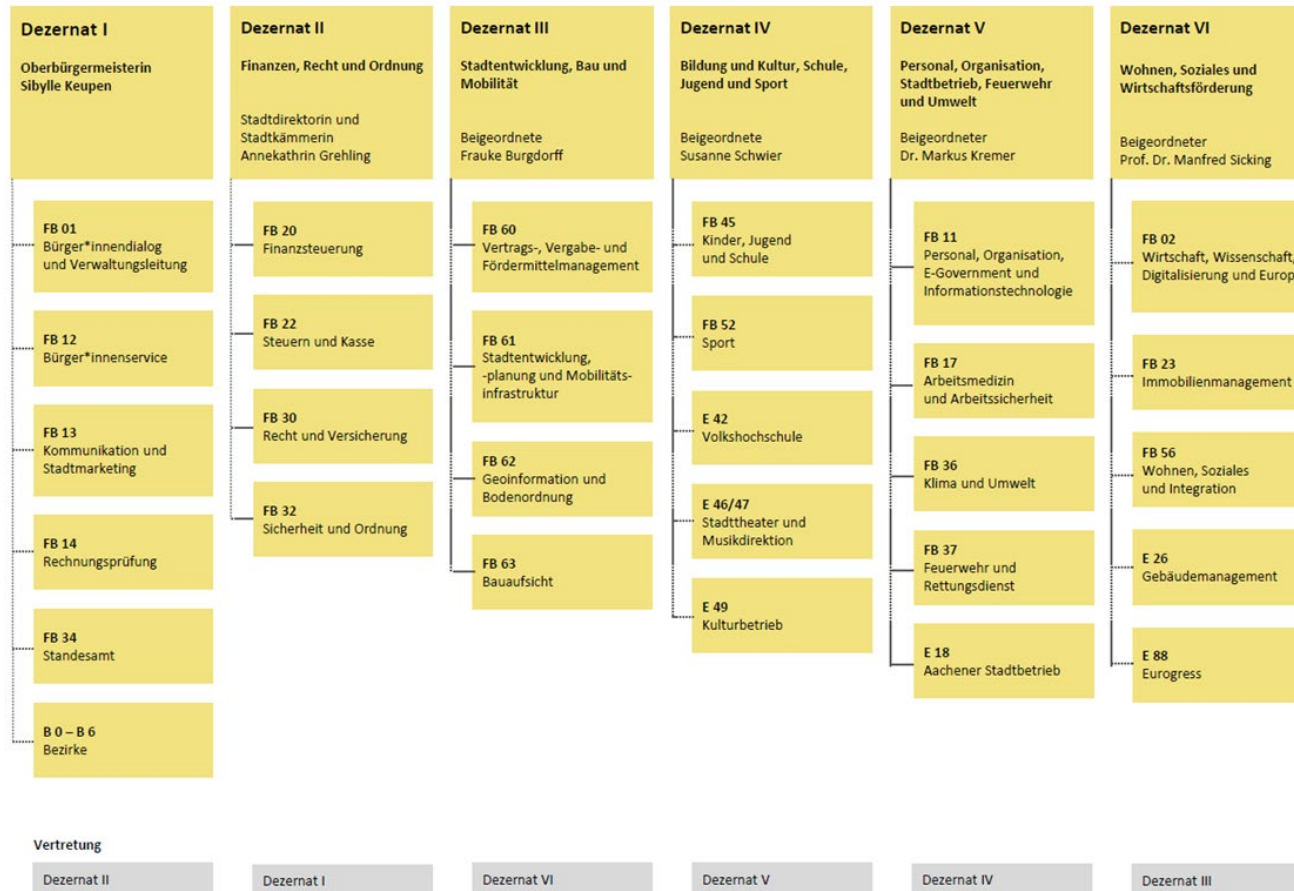 Dezernat I
Oberbürgermeisterin
Sibylle Keupen
FB 01
Bürger*innendialog
und Verwaltungsleitung
FB 12
Bürger*innenservice
FB 13
Kommunikation und
Stadtmarketing
FB 14
Rechnungsprüfung
FB 34
Standesamt
B 0 – B 6
Bezirke
Dezernat II
Finanzen, Recht und Ordnung
Stadtdirektorin und
Stadtkämmerin
Annekathrin Grehling
FB 20
Finanzsteuerung
FB 22
Steuern und Kasse
FB 30
Recht und Versicherung
FB 32
Sicherheit und Ordnung
Dezernat III
Stadtentwicklung, Bau und
Mobilität
Beigeordnete
Frauke Burgdorff
FB 60
Vertrags-, Vergabe- und
Fördermittelmanagement
FB 61
Stadtentwicklung,
-planung und Mobilitäts-
infrastruktur
FB 62
Geoinformation und
Bodenordnung
FB 63
Bauaufsicht
Dezernat IV
Bildung und Kultur, Schule,
Jugend und Sport
Beigeordnete
Susanne Schwier
FB 45
Kinder, Jugend
und Schule
FB 52
Sport
E 42
Volkshochschule
E 46/47
Stadttheater und
Musikdirektion
E 49
Kulturbetrieb
Dezernat V
Personal, Organisation,
Stadtbetrieb, Feuerwehr
und Umwelt
Beigeordneter
Dr. Markus Kremer
FB 11
Personal, Organisation,
E-Government und
Informationstechnologie
FB 17
Arbeitsmedizin
und Arbeitssicherheit
FB 36
Klima und Umwelt
FB 37
Feuerwehr und
Rettungsdienst
E 18
Aachener Stadtbetrieb
Dezernat VI
Wohnen, Soziales und
Wirtschaftsförderung
Beigeordneter
Prof. Dr. Manfred Sicking
FB 02
Wirtschaft, Wissenschaft,
Digitalisierung und Europ
FB 23
Immobilienmanagement
FB 56
Wohnen, Soziales
und Integration
E 26
Gebäudemanagement
E 88
Eurogress
Vertretung
Dezernat II
Dezernat I
Dezernat VI
Dezernat V
Dezernat IV
Dezernat III